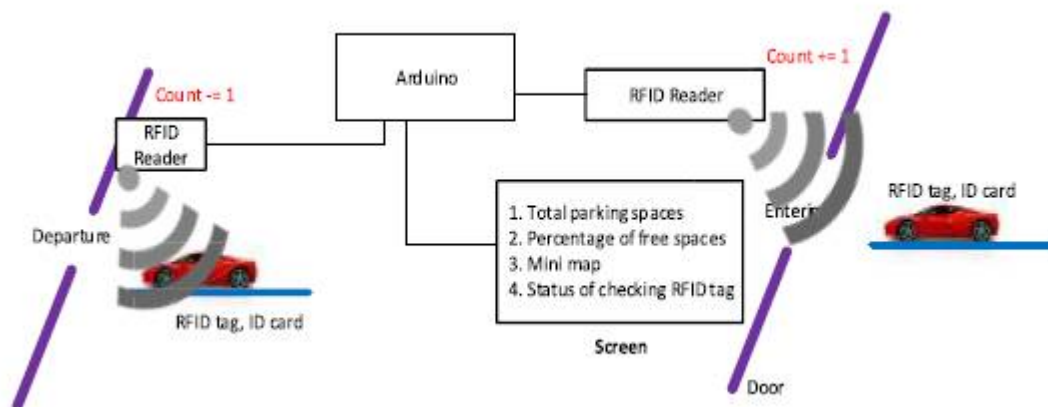 Count -= 1
Arduino
Count += 1
RFID Reader
RFID
Reader
RFID tag, ID card
Departure
1. Total parking spaces
2. Percentage of free spaces
3. Mini map
4. Status of checking RFID tag
Enterin
RFID tag, ID card
Screen
Door